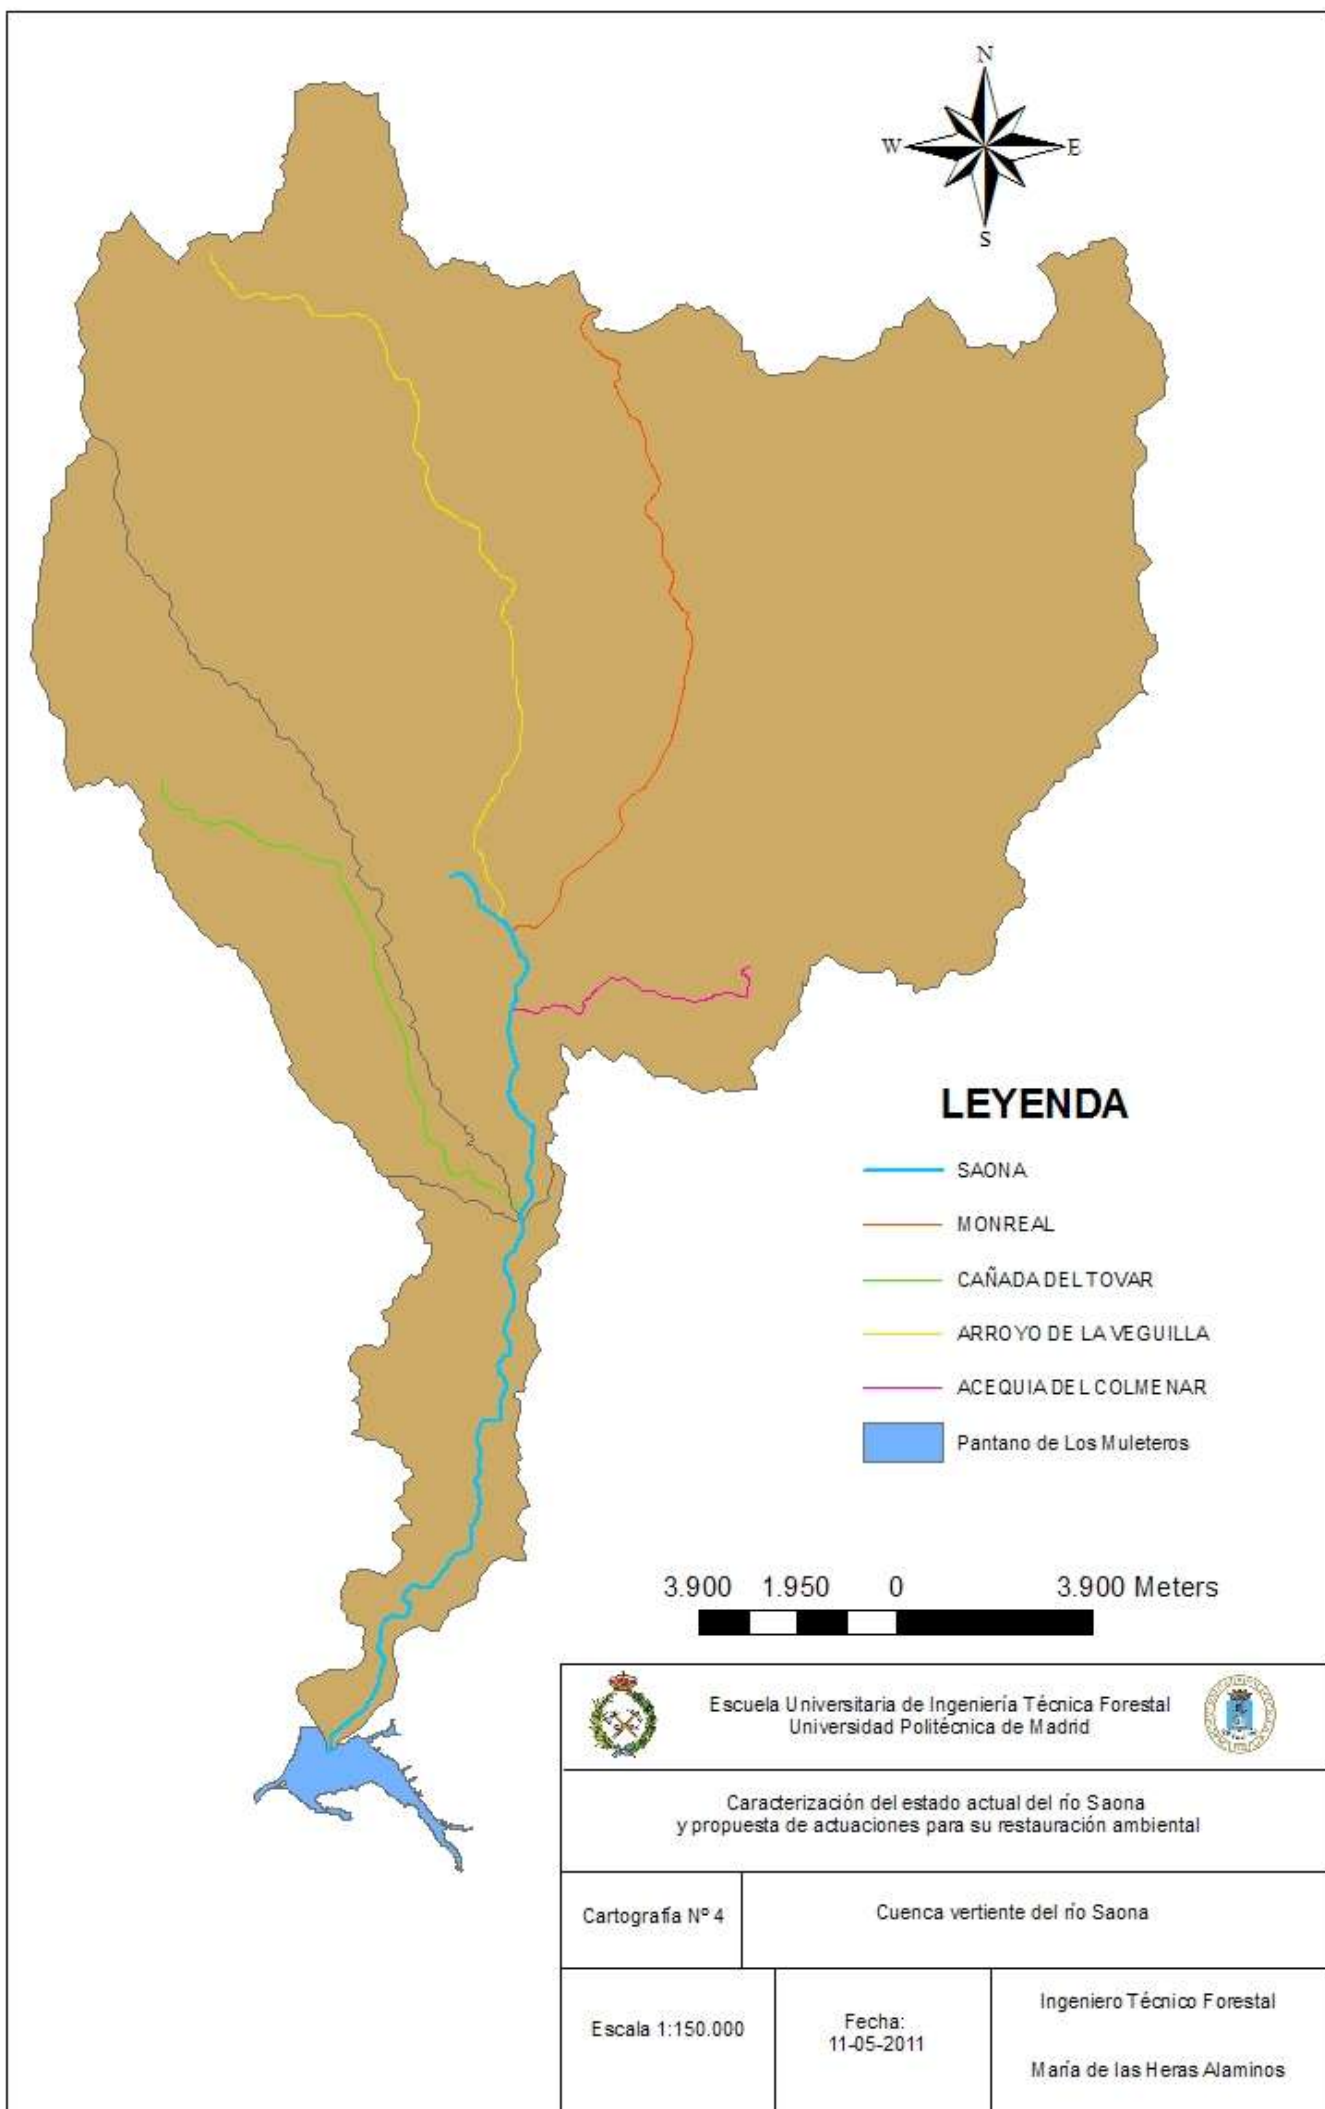 N
W E
S
LEYENDA
SAONA
MONREAL
CAÑADA DEL TOVAR
ARROYO DE LA VEGUILLA
ACEQUIA DEL COLMENAR
Pantano de Los Muleteros
3.900 1.950 0 3.900 Meters
Escuela Universitaria de Ingeniería Técnica Forestal
Universidad Politécnica de Madrid
Caracterización del estado actual del río Saona
y propuesta de actuaciones para su restauración ambiental
Cartografía Nº 4
Cuenca vertiente del río Saona
Escala 1:150.000
Fecha:
11-05-2011
Ingeniero Técnico Forestal
María de las Heras Alaminos